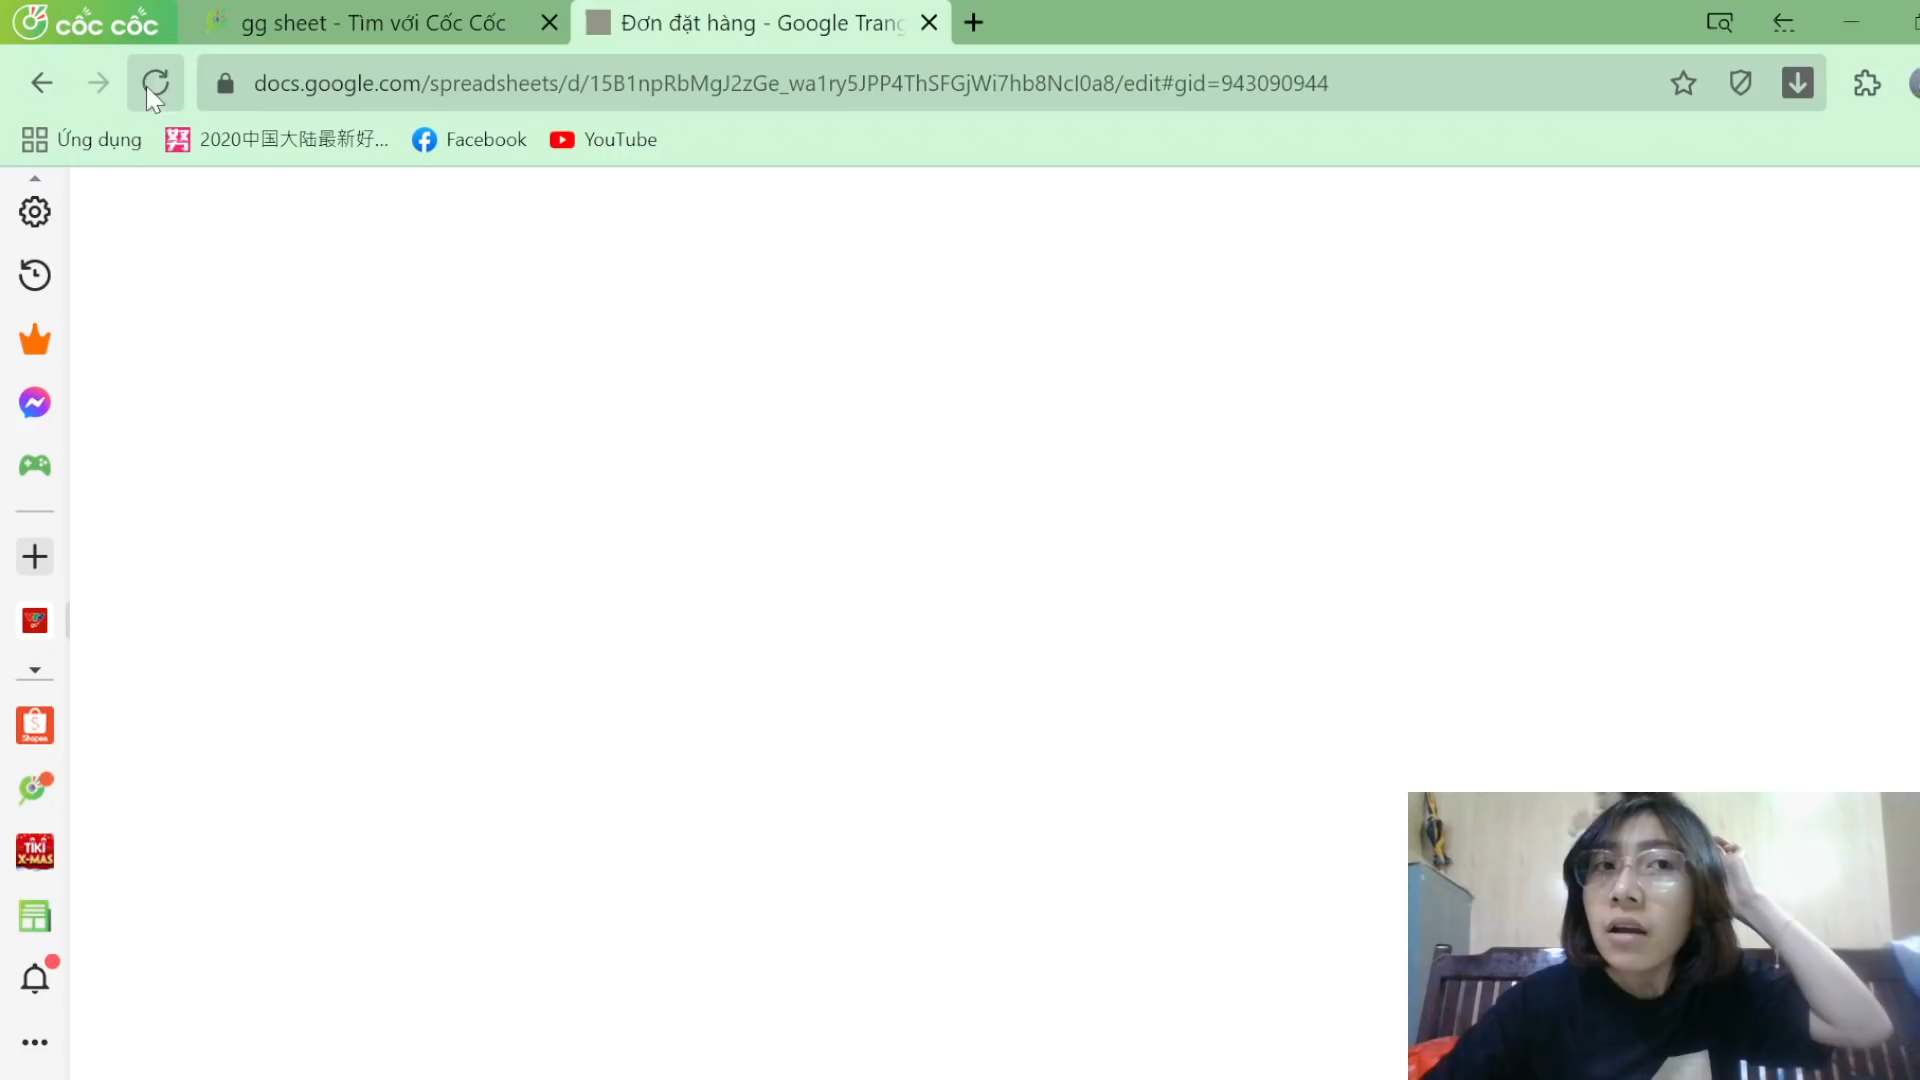 cốc cốc
gg sheet - Tìm với Cốc Cốc
Đơn đặt hàng - Google Trang
docs.google.com/spreadsheets/d/15B1npRbMgJ2zGe_wa1ry5JPP4ThSFGjWi7hb8NcI0a8/edit#gid=943090944
Ứng dụng
2020中国大陆最新好...
Facebook
YouTube
Shopee
TIKI
X-MAS